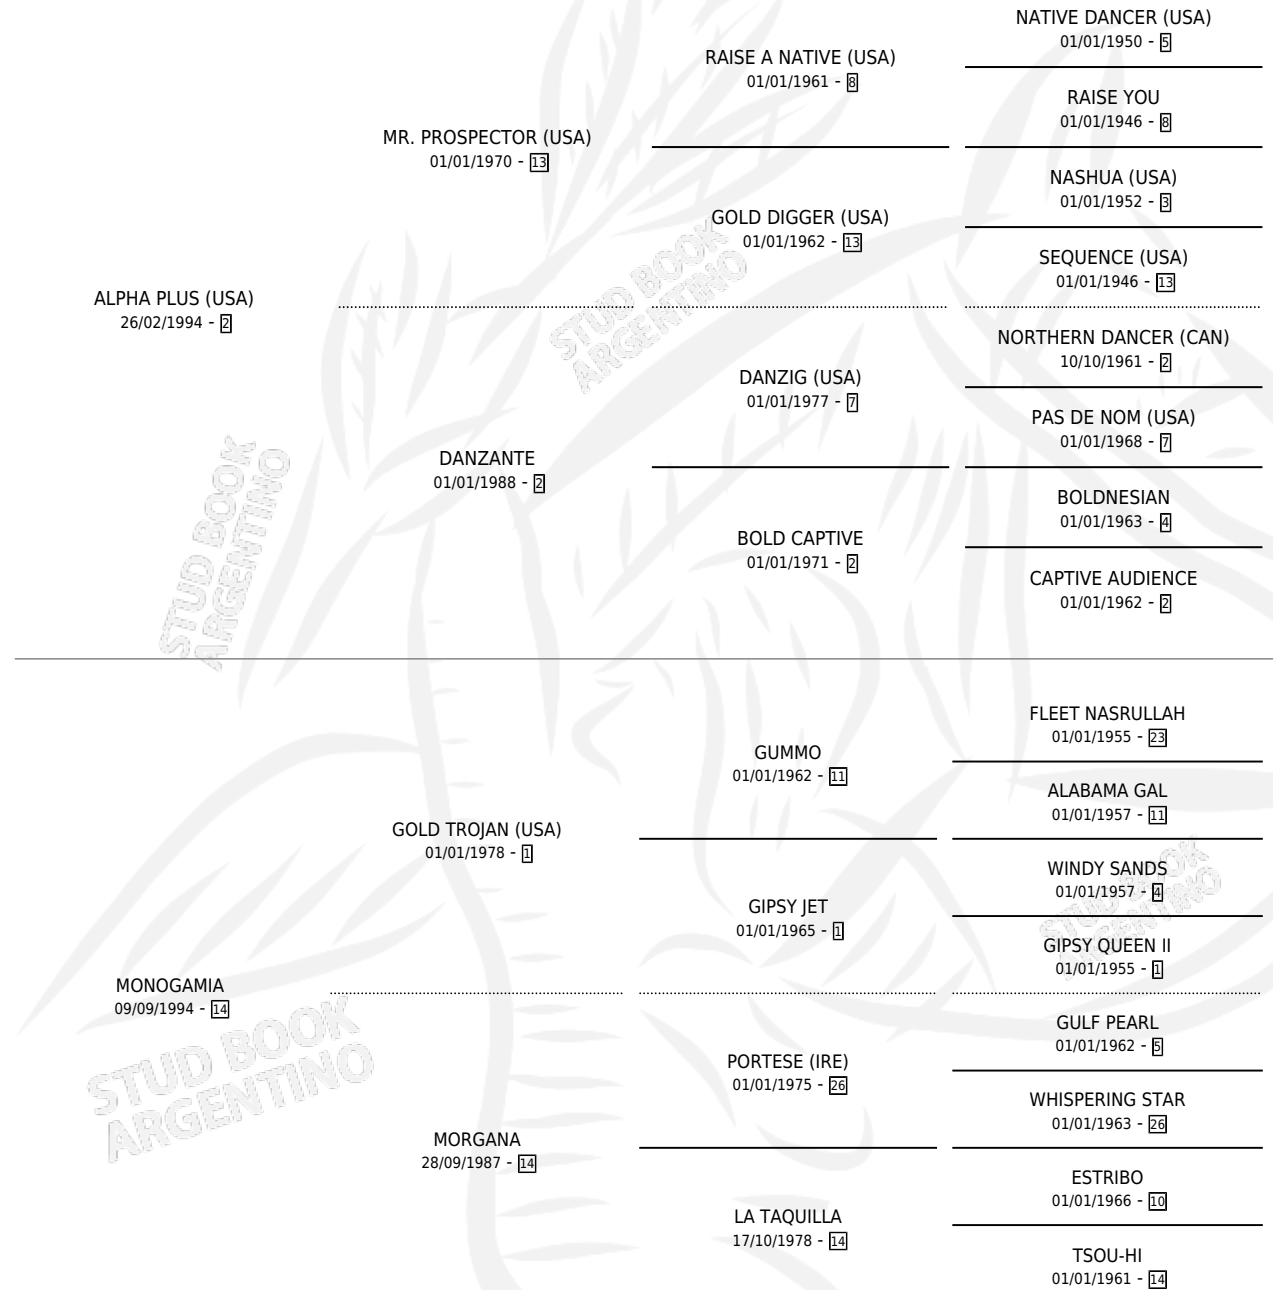 NATIVE DANCER (USA)
01/01/1950 - 5
RAISE A NATIVE (USA)
01/01/1961 - 8
RAISE YOU
01/01/1946 - 8
MR. PROSPECTOR (USA)
01/01/1970 - 13
NASHUA (USA)
01/01/1952 - 3
GOLD DIGGER (USA)
01/01/1962 - 13
SEQUENCE (USA)
01/01/1946 - 13
ALPHA PLUS (USA)
26/02/1994 - 2
STUD BOOK
ARGENTINO
NORTHERN DANCER (CAN)
10/10/1961 - 2
DANZIG (USA)
01/01/1977 - 7
PAS DE NOM (USA)
01/01/1968 - 7
DANZANTE
01/01/1988 - 2
STUD BOOK
ARGENTINO
BOLDNESIAN
01/01/1963 - 4
BOLD CAPTIVE
01/01/1971 - 2
CAPTIVE AUDIENCE
01/01/1962 - 2
FLEET NASRULLAH
01/01/1955 - 23
GUMMO
01/01/1962 - 11
ALABAMA GAL
01/01/1957 - 11
GOLD TROJAN (USA)
01/01/1978 - 1
WINDY SANDS
01/01/1957 - 4
STUD BOOK
ARGENTINO
GIPSY JET
01/01/1965 - 1
GIPSY QUEEN II
01/01/1955 - 1
MONOGAMIA
09/09/1994 - 14
STUD BOOK
ARGENTINO
GULF PEARL
01/01/1962 - 5
PORTESE (IRE)
01/01/1975 - 26
WHISPERING STAR
01/01/1963 - 26
MORGANA
28/09/1987 - 14
ESTRIBO
01/01/1966 - 10
LA TAQUILLA
17/10/1978 - 14
TSOU-HI
01/01/1961 - 14